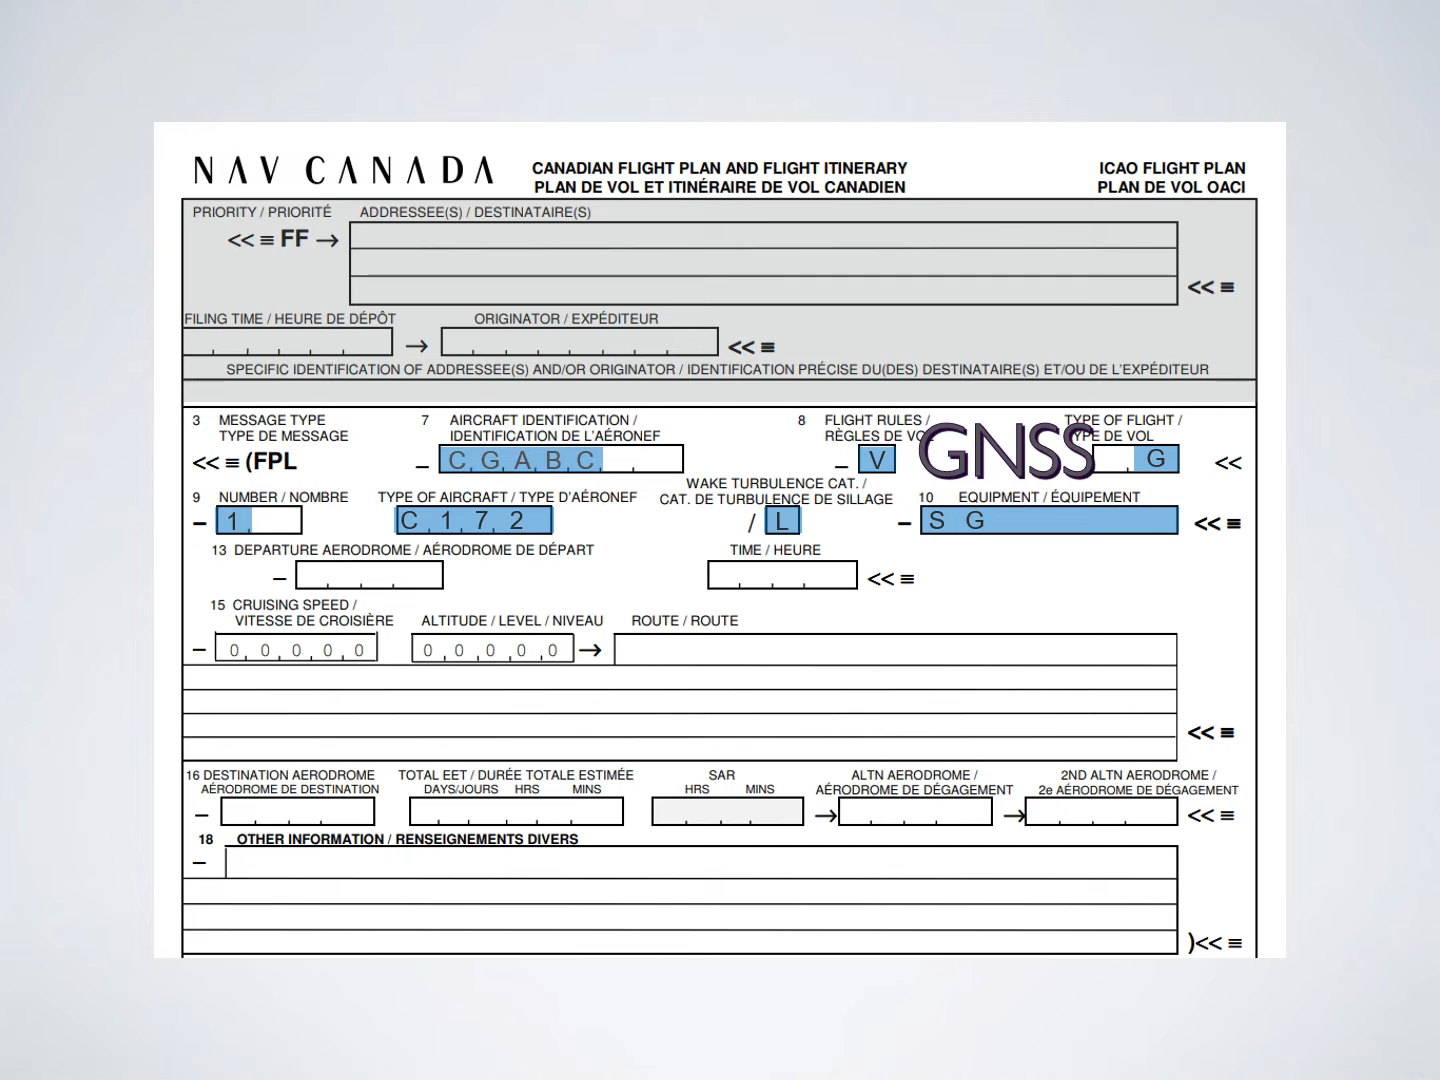 NAV CANADA
CANADIAN FLIGHT PLAN AND FLIGHT ITINERARY
PLAN DE VOL ET ITINÉRAIRE DE VOL CANADIEN
ICAO FLIGHT PLAN
PLAN DE VOL OACI
PRIORITY / PRIORITÉ
ADDRESSEE(S) / DESTINATAIRE(S)
<< ≡ FF →
<< ≡
FILING TIME / HEURE DE DÉPÔT
ORIGINATOR / EXPÉDITEUR
→
<< ≡
SPECIFIC IDENTIFICATION OF ADDRESSEE(S) AND/OR ORIGINATOR / IDENTIFICATION PRÉCISE DU(DES) DESTINATAIRE(S) ET/OU DE L'EXPÉDITEUR
3 MESSAGE TYPE
TYPE DE MESSAGE
<< ≡ (FPL
7 AIRCRAFT IDENTIFICATION /
IDENTIFICATION DE L'AÉRONEF
– C G A B C
8 FLIGHT RULES /
RÈGLES DE VOL
– V
GNSS
TYPE OF FLIGHT /
TYPE DE VOL
G <<
9 NUMBER / NOMBRE
– 1
TYPE OF AIRCRAFT / TYPE D'AÉRONEF
C 1 7 2
WAKE TURBULENCE CAT. /
CAT. DE TURBULENCE DE SILLAGE
/ L
10 EQUIPMENT / ÉQUIPEMENT
– S G << ≡
13 DEPARTURE AERODROME / AÉRODROME DE DÉPART
–
TIME / HEURE
<< ≡
15 CRUISING SPEED /
VITESSE DE CROISIÈRE
– 0 0 0 0 0
ALTITUDE / LEVEL / NIVEAU
0 0 0 0 0 →
ROUTE / ROUTE
<< ≡
16 DESTINATION AERODROME
AÉRODROME DE DESTINATION
–
TOTAL EET / DURÉE TOTALE ESTIMÉE
DAYS/JOURS HRS MINS
SAR
HRS MINS
→
ALTN AERODROME /
AÉRODROME DE DÉGAGEMENT
→
2ND ALTN AERODROME /
2e AÉRODROME DE DÉGAGEMENT
<< ≡
18 OTHER INFORMATION / RENSEIGNEMENTS DIVERS
–
)<< ≡